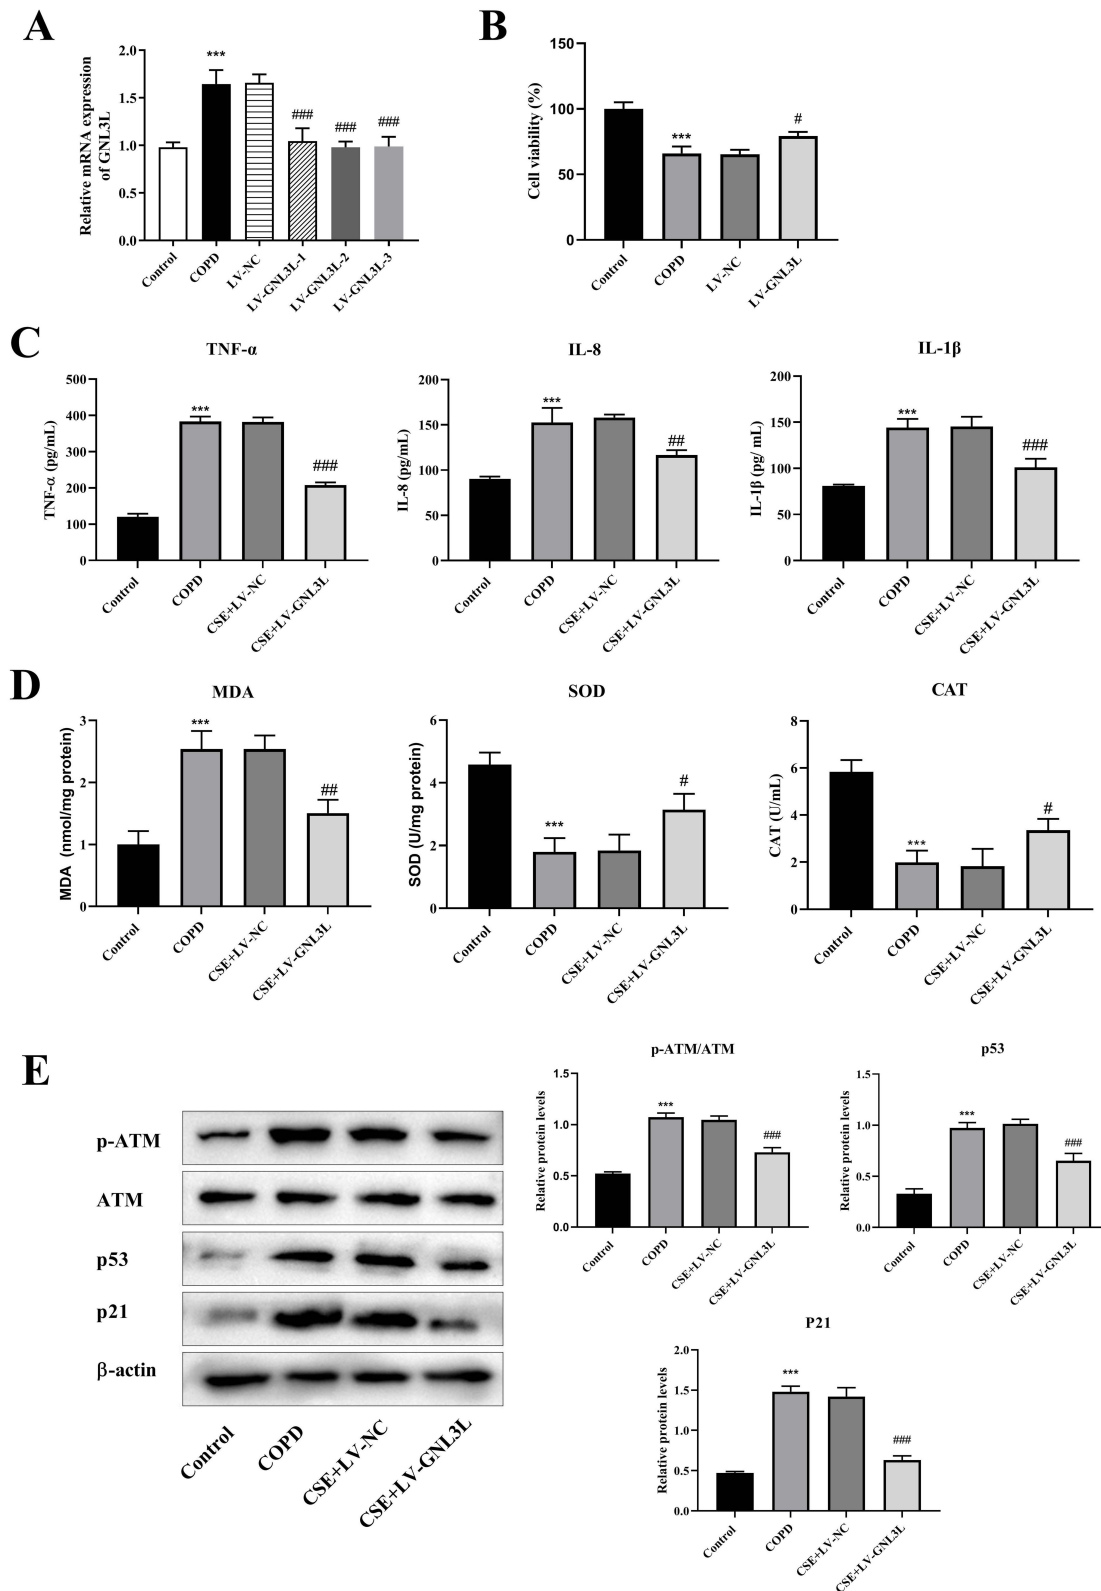 A
Relative mRNA expression
of GNL3L
2.0
1.5
1.0
0.5
0.0
***
###
###
###
Control
COPD
LV-NC
LV-GNL3L-1
LV-GNL3L-2
LV-GNL3L-3
B
Cell viability (%)
150
100
50
0
***
#
Control
COPD
LV-NC
LV-GNL3L
C
TNF-α
TNF-α (pg/mL)
500
400
300
200
100
0
***
###
Control
COPD
CSE+LV-NC
CSE+LV-GNL3L
IL-8
IL-8 (pg/mL)
200
150
100
50
0
***
##
Control
COPD
CSE+LV-NC
CSE+LV-GNL3L
IL-1β
IL-1β (pg/ mL)
200
150
100
50
0
***
###
Control
COPD
CSE+LV-NC
CSE+LV-GNL3L
D
MDA
MDA (nmol/mg protein)
3
2
1
0
***
##
Control
COPD
CSE+LV-NC
CSE+LV-GNL3L
SOD
SOD (U/mg protein)
6
4
2
0
***
#
Control
COPD
CSE+LV-NC
CSE+LV-GNL3L
CAT
CAT (U/mL)
8
6
4
2
0
***
#
Control
COPD
CSE+LV-NC
CSE+LV-GNL3L
E
p-ATM
ATM
p53
p21
β-actin
Control
COPD
CSE+LV-NC
CSE+LV-GNL3L
p-ATM/ATM
Relative protein levels
1.5
1.0
0.5
0.0
***
###
Control
COPD
CSE+LV-NC
CSE+LV-GNL3L
p53
Relative protein levels
1.5
1.0
0.5
0.0
***
###
Control
COPD
CSE+LV-NC
CSE+LV-GNL3L
P21
Relative protein levels
2.0
1.5
1.0
0.5
0.0
***
###
Control
COPD
CSE+LV-NC
CSE+LV-GNL3L